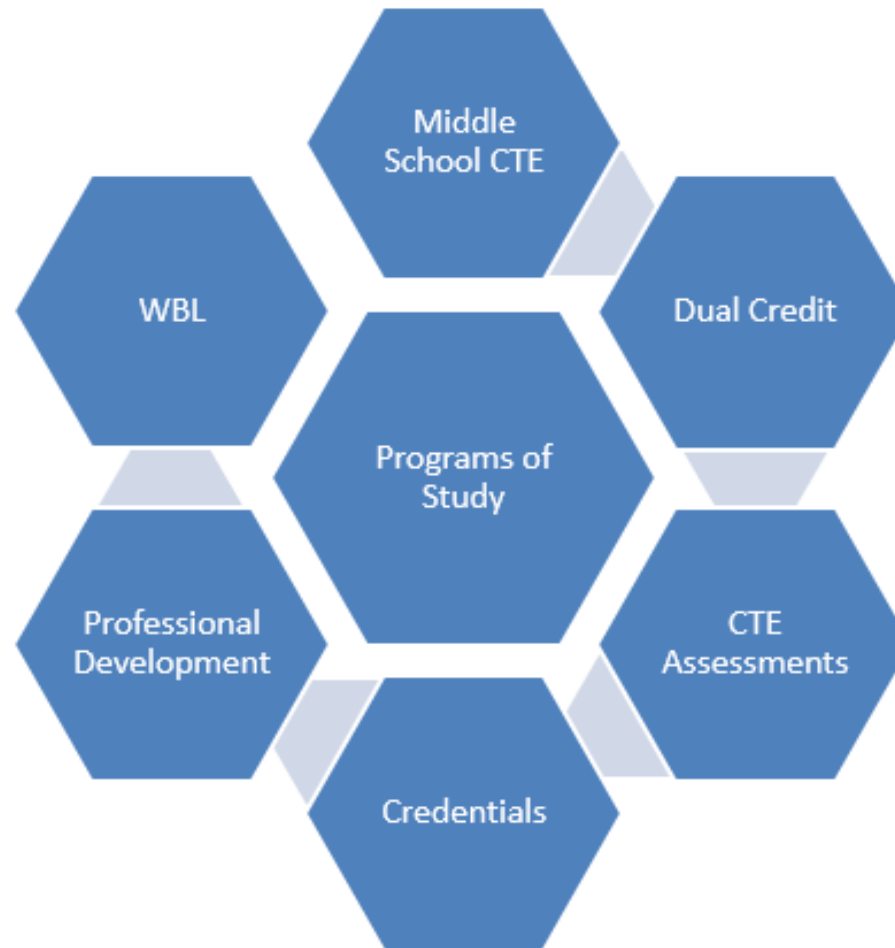 Middle
School CTE
WBL
Dual Credit
Programs of
Study
Professional
Development
CTE
Assessments
Credentials